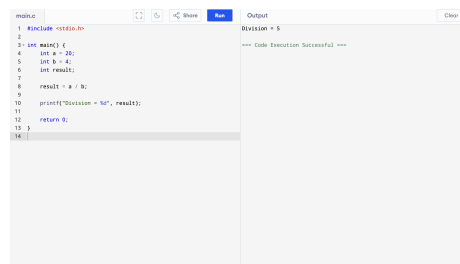 main.c
Share
Run
Output
Clear
1 #include <stdio.h>
2
3 int main() {
4     int a = 20;
5     int b = 4;
6     int result;
7
8     result = a / b;
9
10     printf("Division = %d", result);
11
12     return 0;
13 }
14
Division = 5
=== Code Execution Successful ===